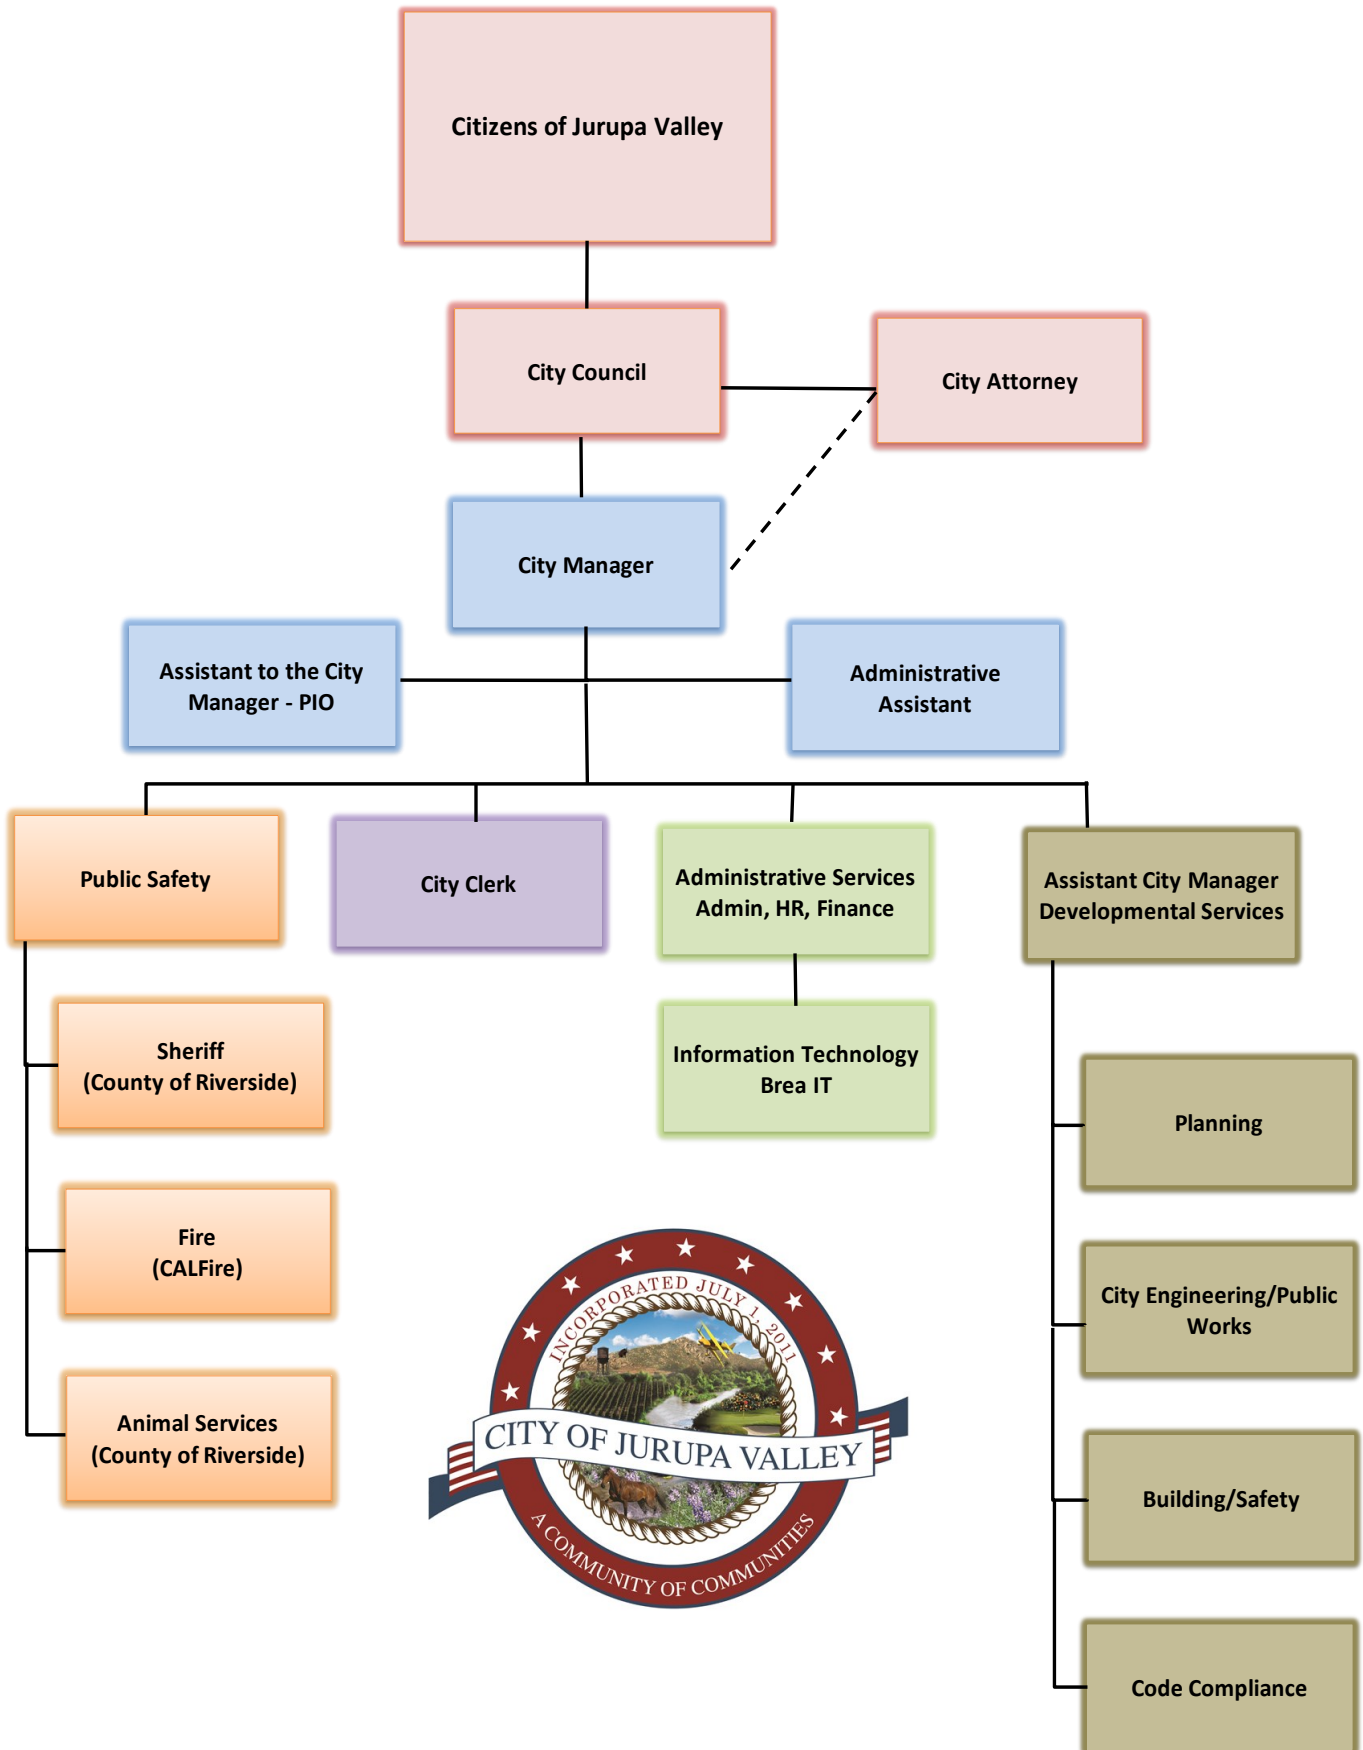 Citizens of Jurupa Valley
City Council
City Attorney
City Manager
Assistant to the City
Manager - PIO
Administrative
Assistant
Public Safety
City Clerk
Administrative Services
Admin, HR, Finance
Assistant City Manager
Developmental Services
Sheriff
(County of Riverside)
Information Technology
Brea IT
Planning
Fire
(CALFire)
City Engineering/Public
Works
Animal Services
(County of Riverside)
Building/Safety
Code Compliance
INCORPORATED JULY 1, 2011
CITY OF JURUPA VALLEY
A COMMUNITY OF COMMUNITIES